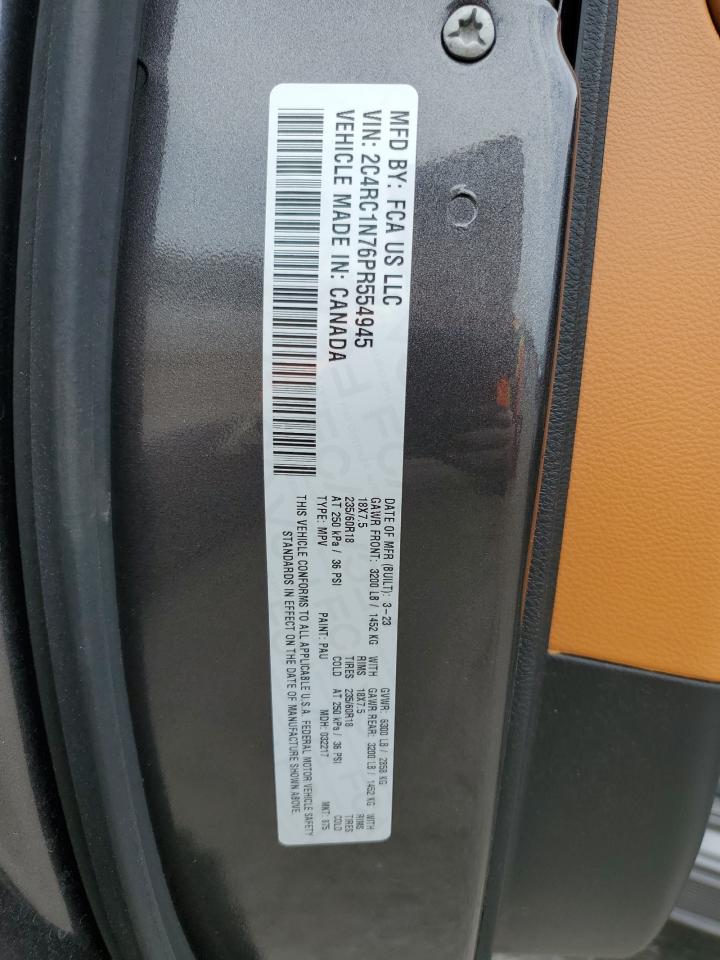 MFD BY: FCA US LLC
VIN: 2C4RC1N76PR554945
VEHICLE MADE IN: CANADA
DATE OF MFR (BUILT): 3-23 GVWR: 6300 LB / 2858 KG
GAWR FRONT: 3200 LB / 1452 KG WITH GAWR REAR: 3200 LB / 1452 KG WITH
18X7.5 RIMS 18X7.5 RIMS
235/60R18 TIRES 235/60R18 TIRES
AT 250 kPa / 36 PSI COLD AT 250 kPa / 36 PSI COLD
TYPE: MPV PAINT: PAU MDH: 032217 MKT: 675
THIS VEHICLE CONFORMS TO ALL APPLICABLE U.S.A. FEDERAL MOTOR VEHICLE SAFETY
STANDARDS IN EFFECT ON THE DATE OF MANUFACTURE SHOWN ABOVE.